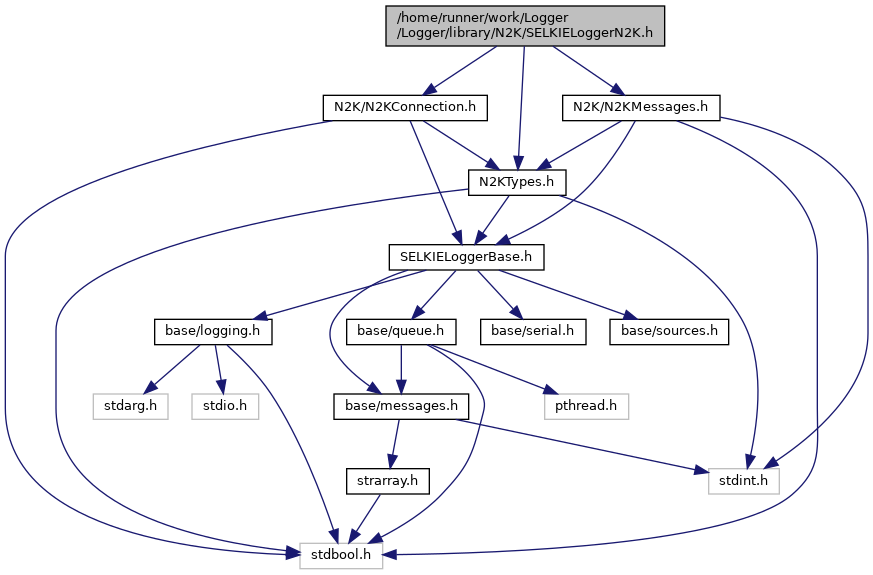 /home/runner/work/Logger
/Logger/library/N2K/SELKIELoggerN2K.h
N2K/N2KConnection.h
N2K/N2KMessages.h
N2KTypes.h
SELKIELoggerBase.h
base/logging.h
base/queue.h
base/serial.h
base/sources.h
stdarg.h
stdio.h
base/messages.h
pthread.h
strarray.h
stdint.h
stdbool.h